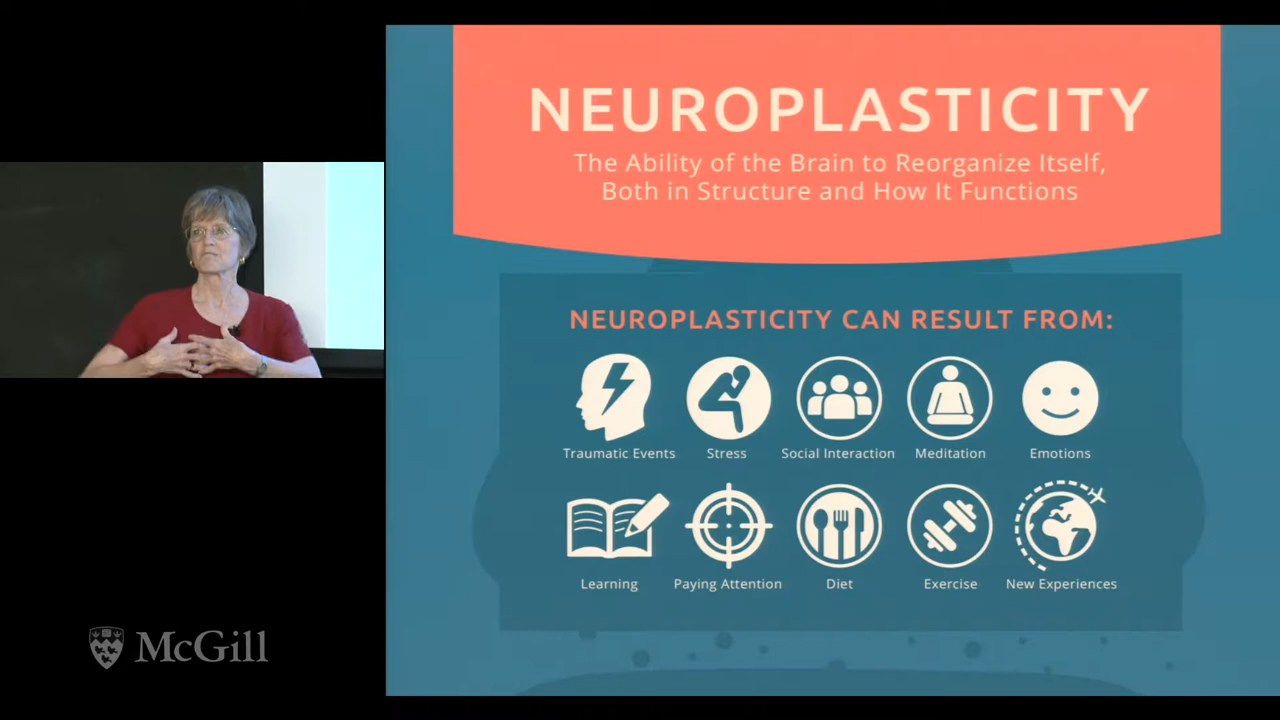 NEUROPLASTICITY
The Ability of the Brain to Reorganize Itself,
Both in Structure and How It Functions
NEUROPLASTICITY CAN RESULT FROM:
Traumatic Events
Stress
Social Interaction
Meditation
Emotions
Learning
Paying Attention
Diet
Exercise
New Experiences
McGill